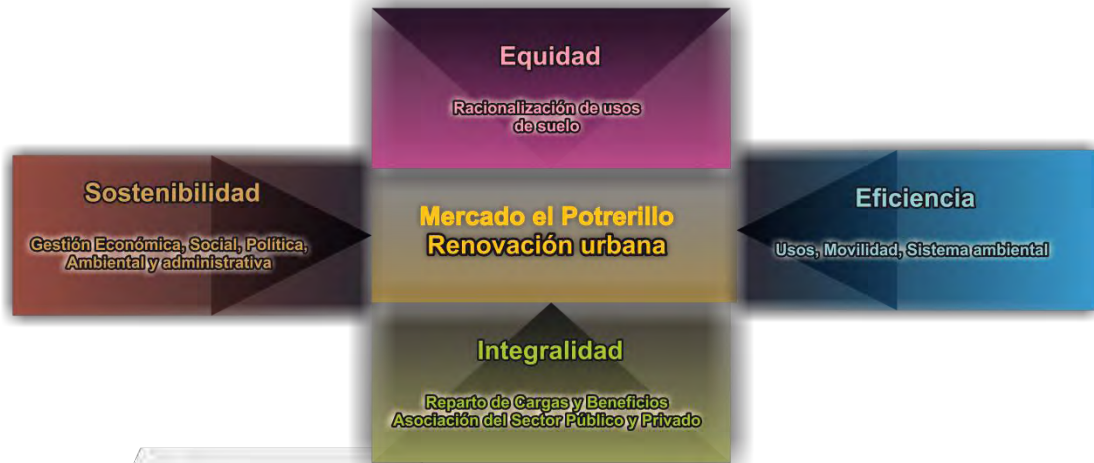 Equidad
Racionalización de usos
de suelo
Sostenibilidad
Gestión Económica, Social, Política,
Ambiental y administrativa
Mercado el Potrerillo
Renovación urbana
Eficiencia
Usos, Movilidad, Sistema ambiental
Integralidad
Reparto de Cargas y Beneficios
Asociación del Sector Público y Privado